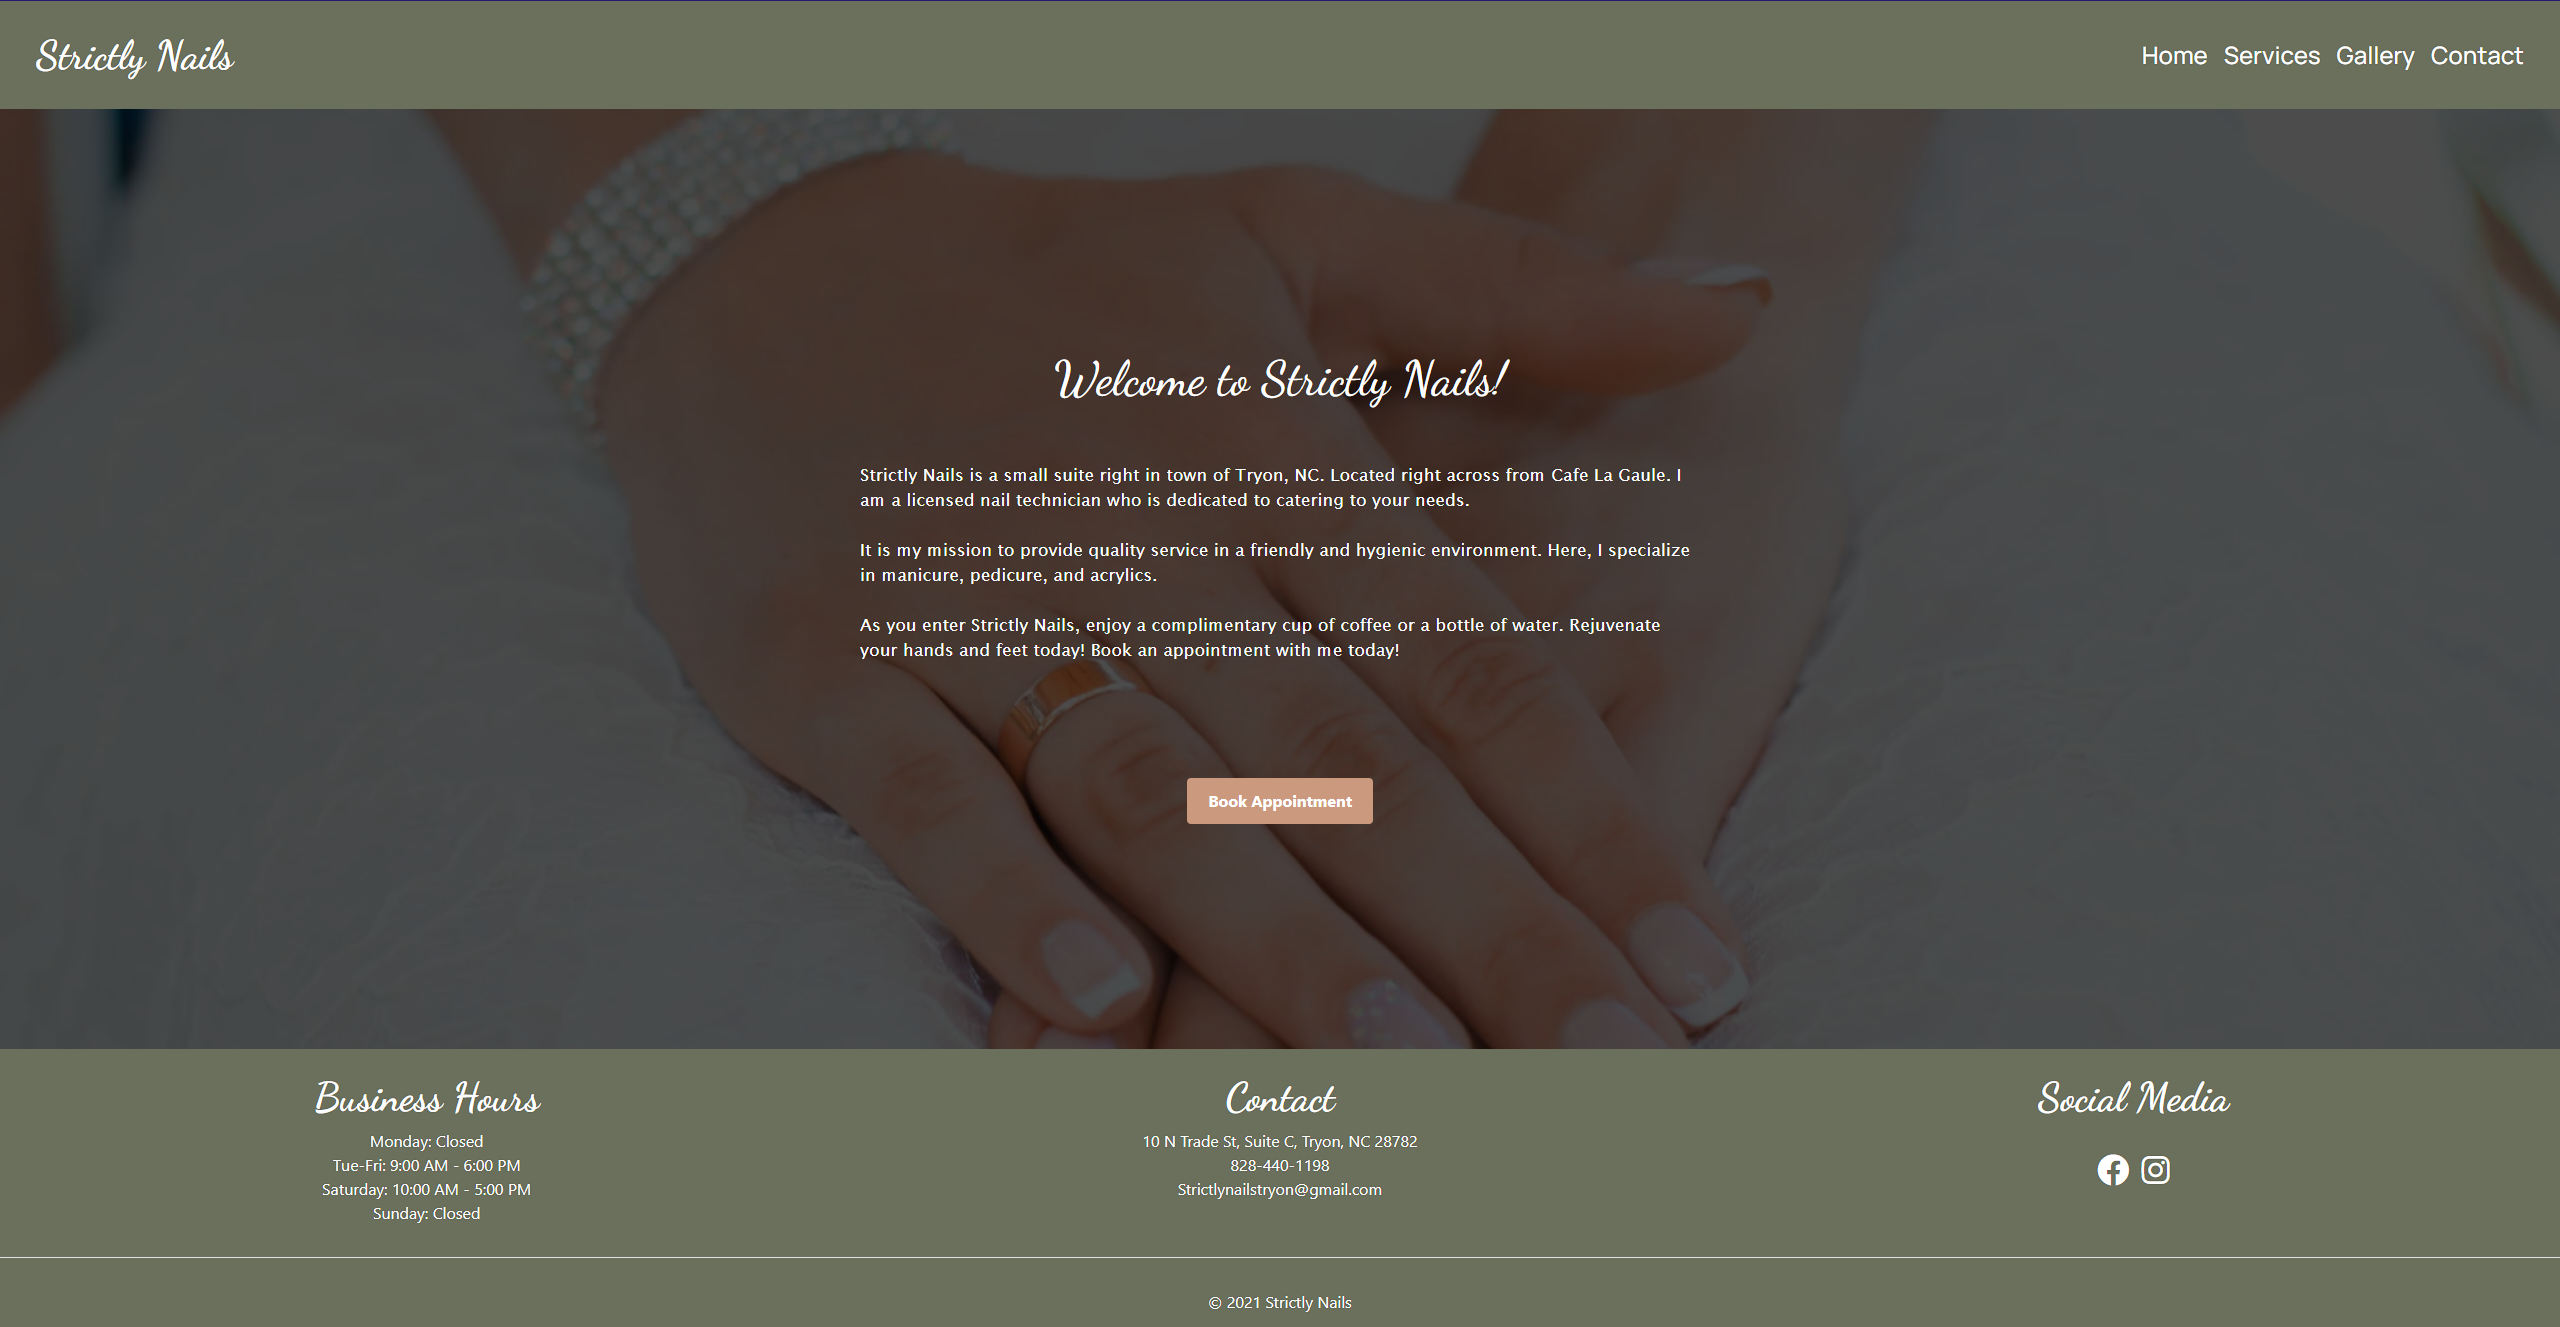 Strictly Nails
Home Services Gallery Contact
Welcome to Strictly Nails!
Strictly Nails is a small suite right in town of Tryon, NC. Located right across from Cafe La Gaule. I
am a licensed nail technician who is dedicated to catering to your needs.
It is my mission to provide quality service in a friendly and hygienic environment. Here, I specialize
in manicure, pedicure, and acrylics.
As you enter Strictly Nails, enjoy a complimentary cup of coffee or a bottle of water. Rejuvenate
your hands and feet today! Book an appointment with me today!
Book Appointment
Business Hours
Monday: Closed
Tue-Fri: 9:00 AM - 6:00 PM
Saturday: 10:00 AM - 5:00 PM
Sunday: Closed
Contact
10 N Trade St, Suite C, Tryon, NC 28782
828-440-1198
Strictlynailstryon@gmail.com
Social Media
© 2021 Strictly Nails